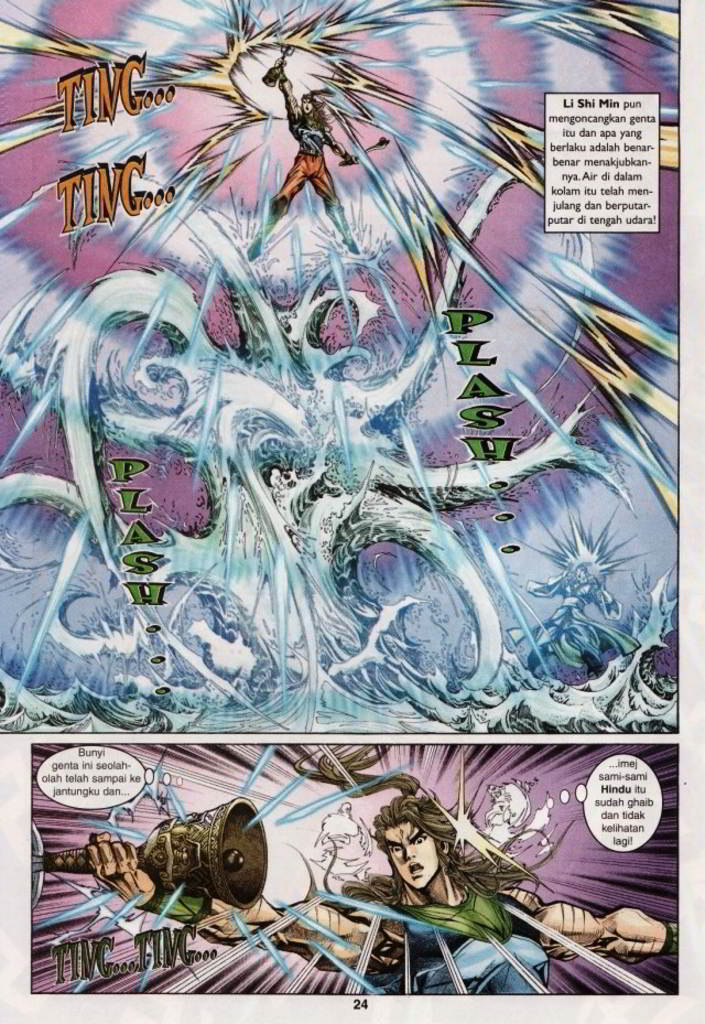 TING...
TING...
Li Shi Min pun
mengoncangkan genta
itu dan apa yang
berlaku adalah benar-
benar menakjubkan-
nya. Air di dalam
kolam itu telah men-
julang dan berputar-
putar di tengah udara!
PLASH...
PLASH...
Bunyi
genta ini seolah-
olah telah sampai ke
jantungku dan...
...imej
sami-sami
Hindu itu
sudah ghaib
dan tidak
kelihatan
lagi!
TING...TING...
24